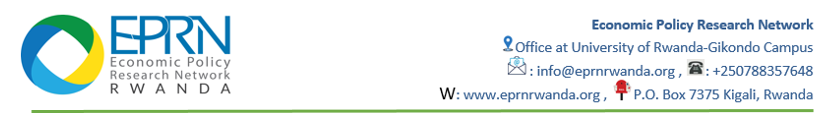 EPRN
Economic Policy
Research Network
RWANDA
Economic Policy Research Network
Office at University of Rwanda-Gikondo Campus
: info@eprnrwanda.org , : +250788357648
W: www.eprnrwanda.org , P.O. Box 7375 Kigali, Rwanda